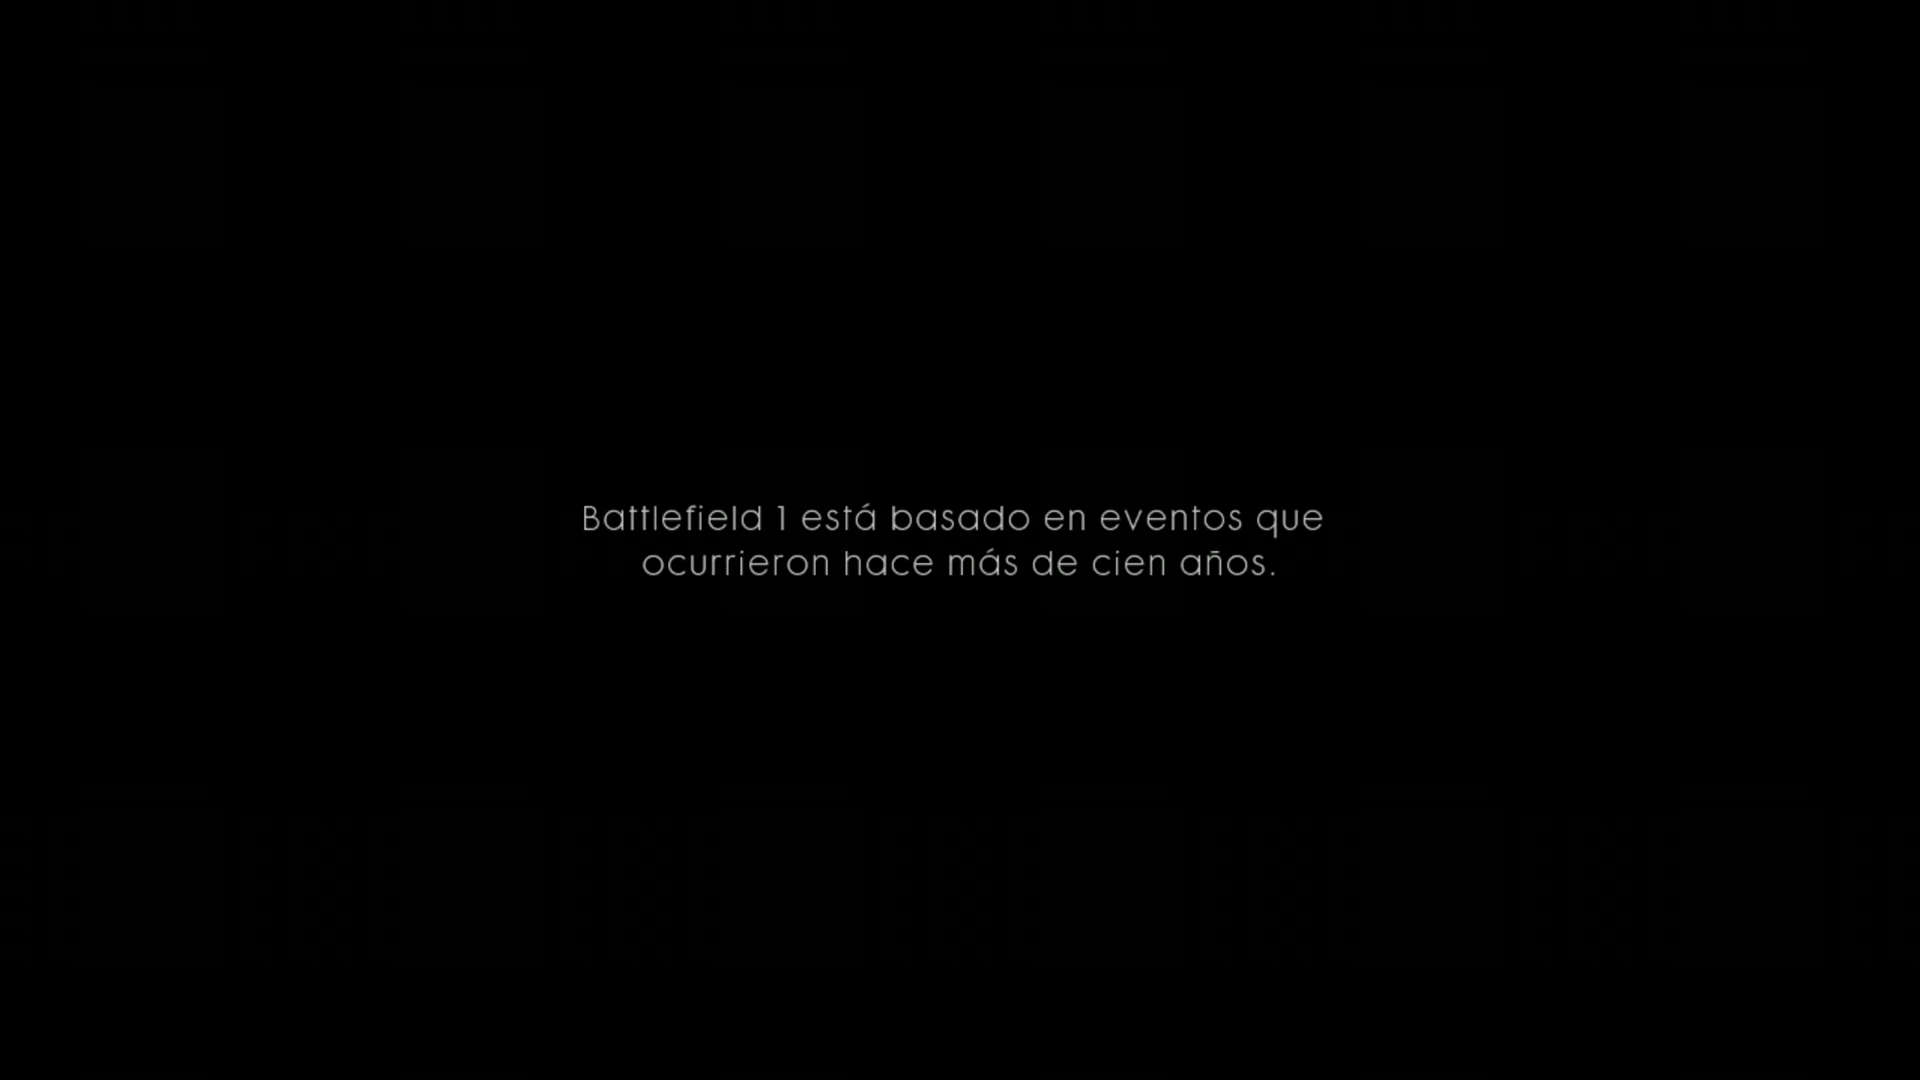 Battlefield 1 está basado en eventos que
ocurrieron hace más de cien años.